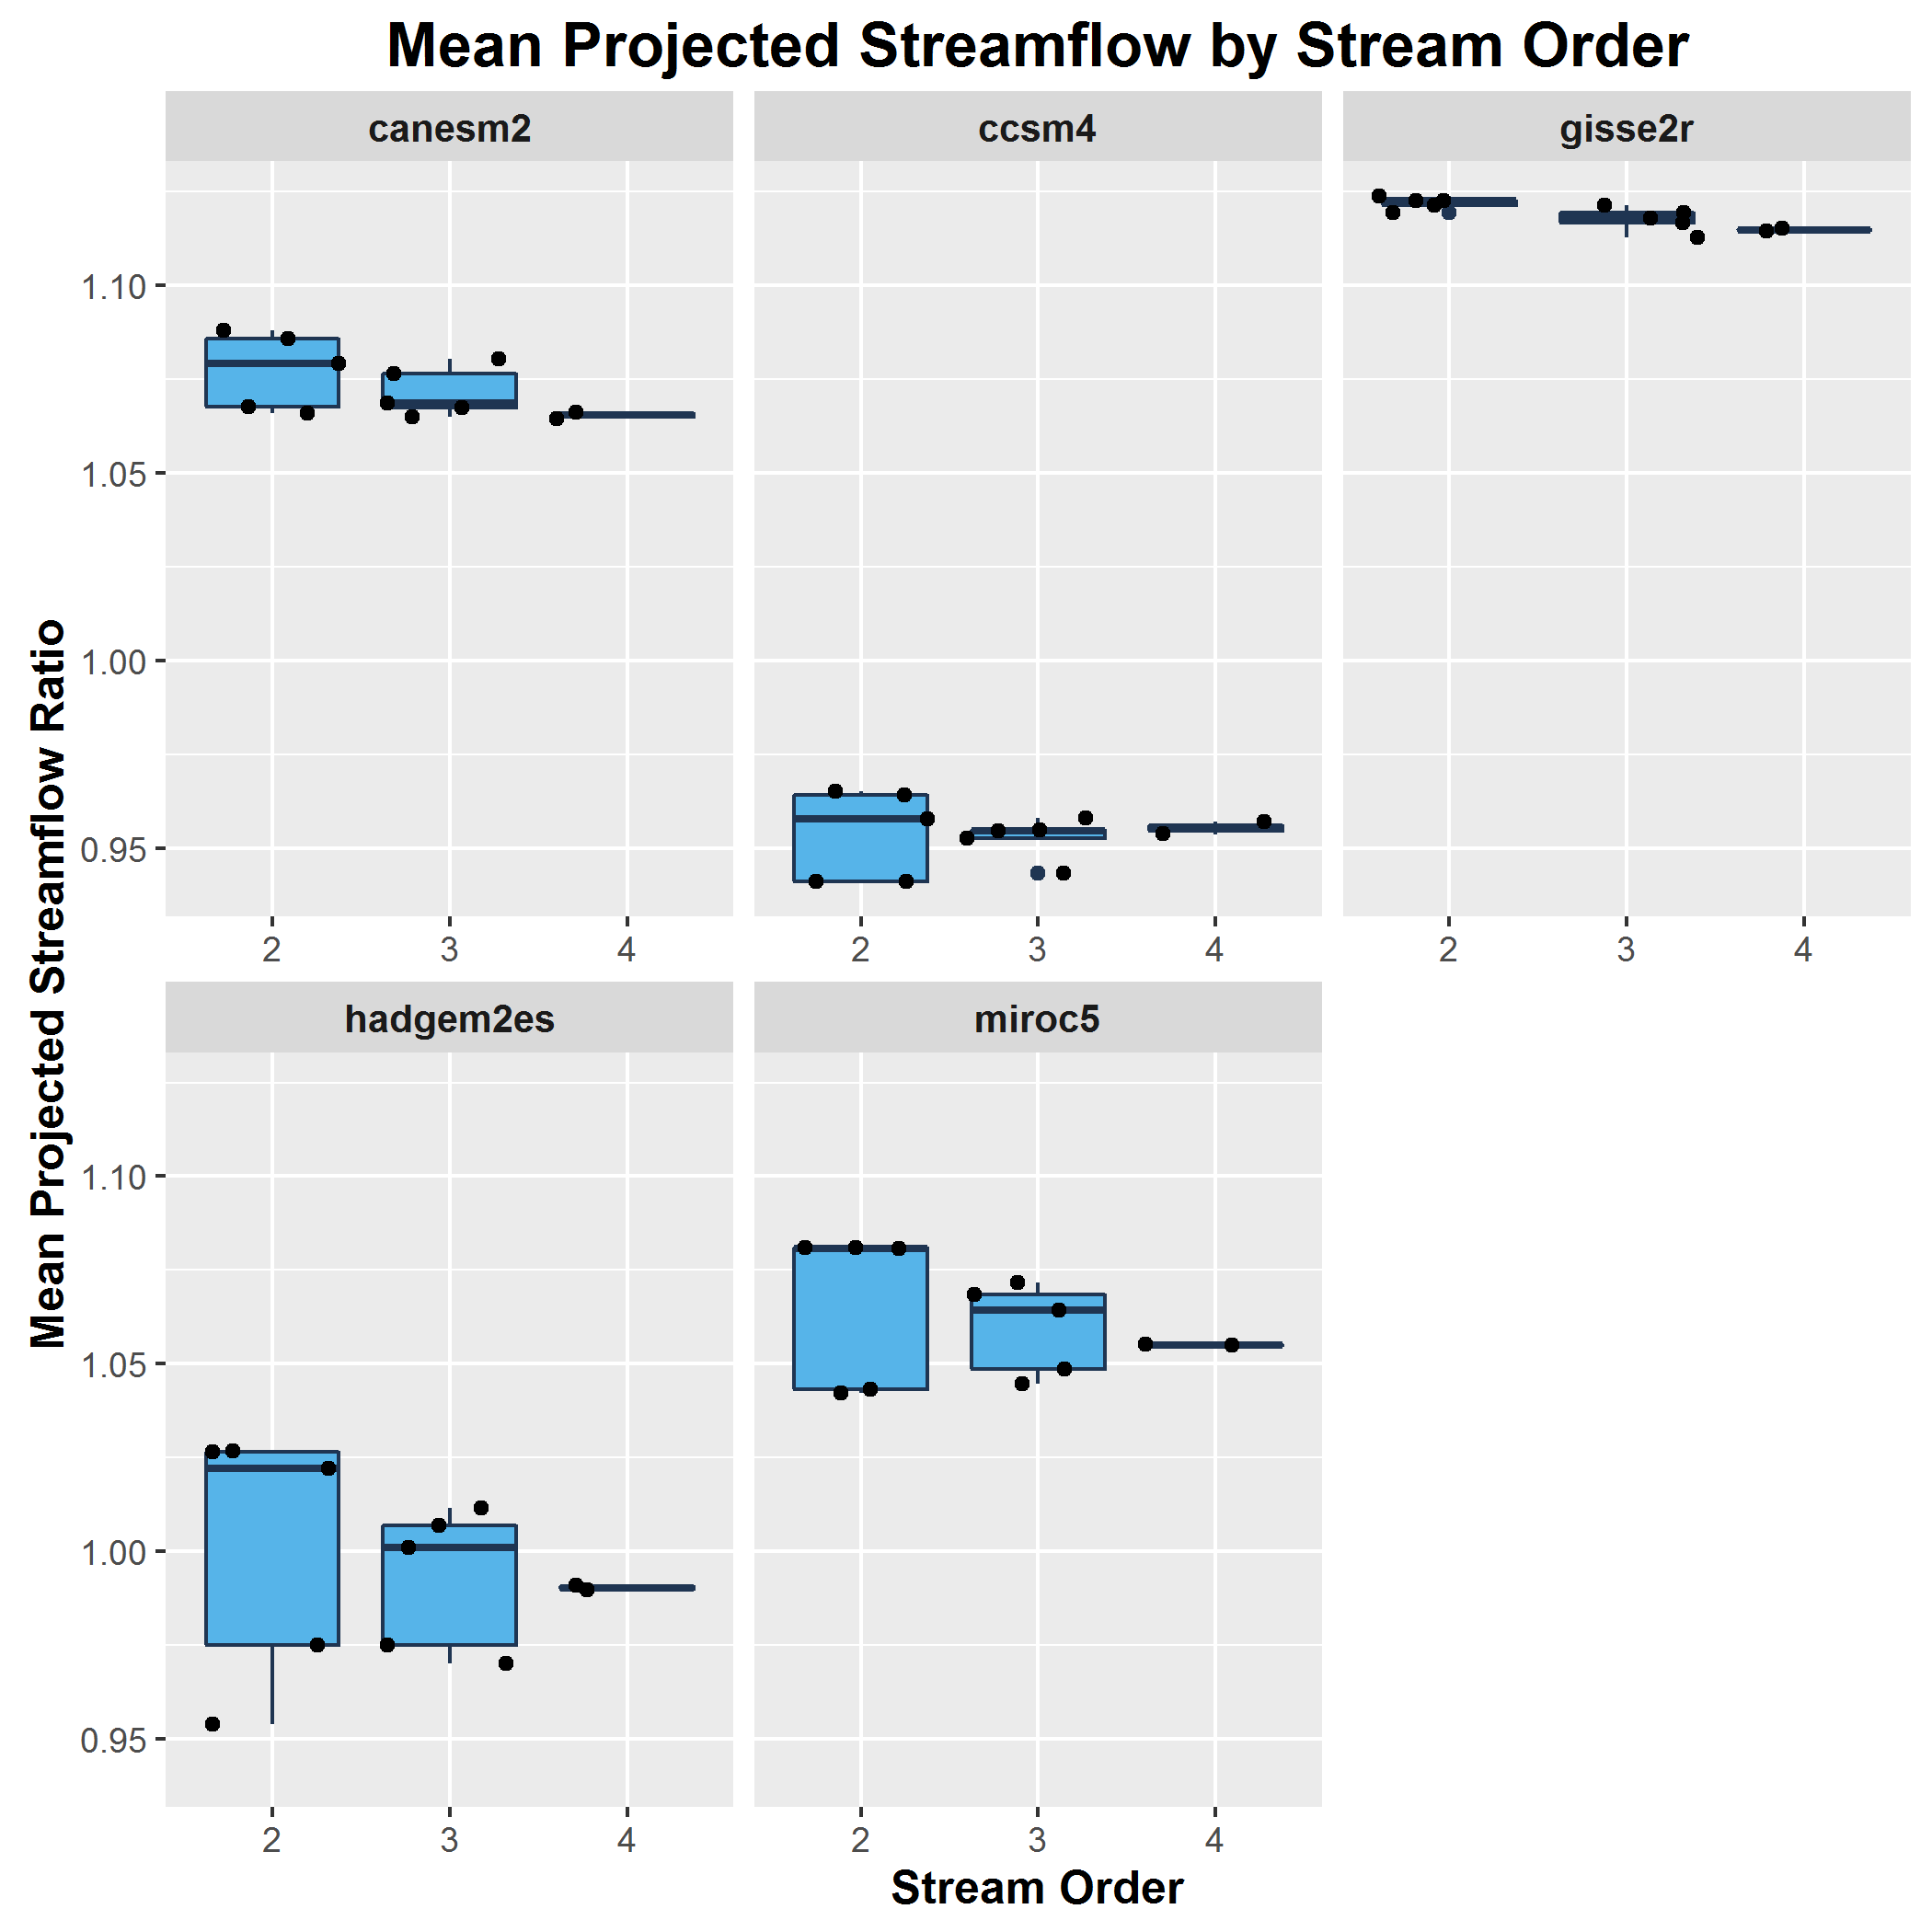 Mean Projected Streamflow by Stream Order
canesm2 ccsm4 gisse2r
1.10
1.05
1.00
0.95
2 3 4 2 3 4 2 3 4
hadgem2es miroc5
1.10
1.05
1.00
0.95
2 3 4 2 3 4
Mean Projected Streamflow Ratio
Stream Order